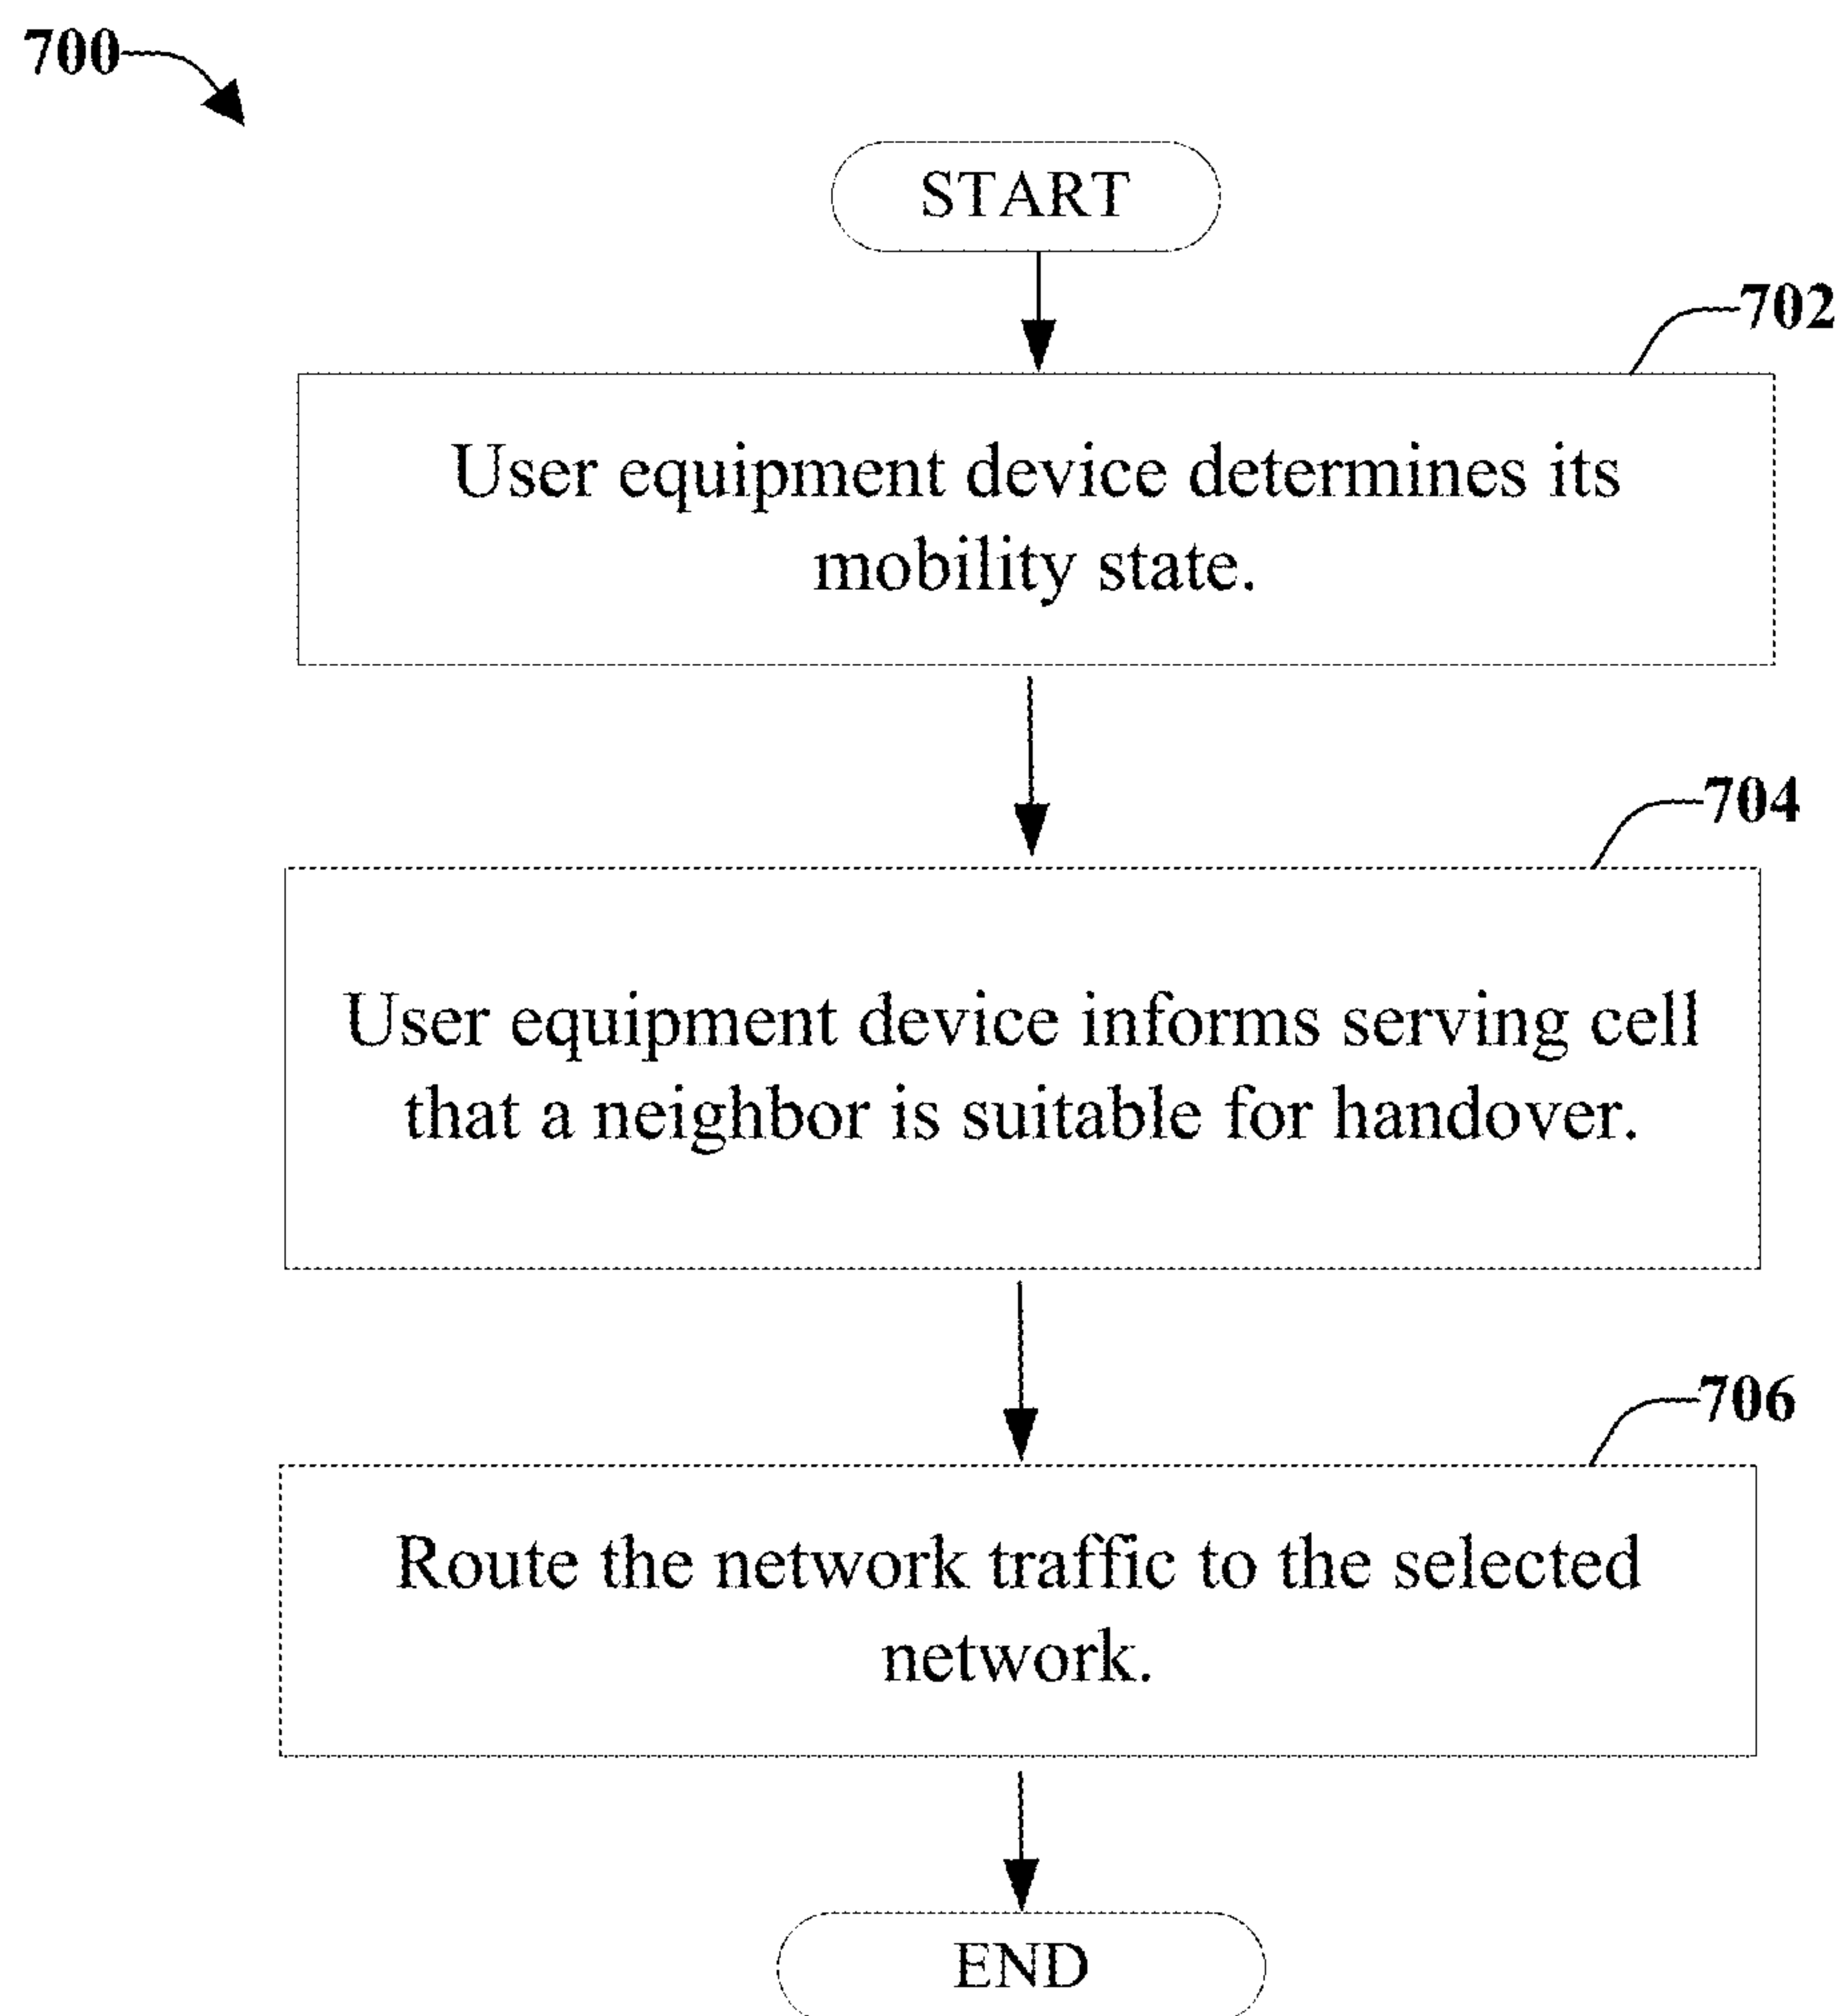 700
START
702
User equipment device determines its
mobility state.
704
User equipment device informs serving cell
that a neighbor is suitable for handover.
706
Route the network traffic to the selected
network.
END